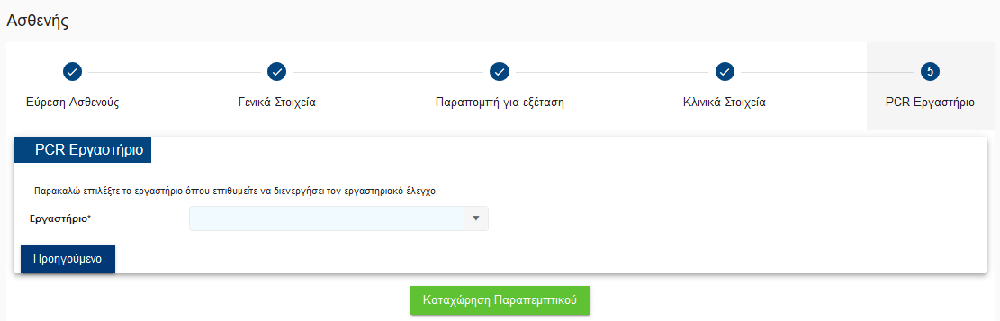 Ασθενής
5
Εύρεση Ασθενούς Γενικά Στοιχεία Παραπομπή για εξέταση Κλινικά Στοιχεία PCR Εργαστήριο
PCR Εργαστήριο
Παρακαλώ επιλέξτε το εργαστήριο όπου επιθυμείτε να διενεργήσει τον εργαστηριακό έλεγχο.
Εργαστήριο*
Προηγούμενο
Καταχώρηση Παραπεμπτικού